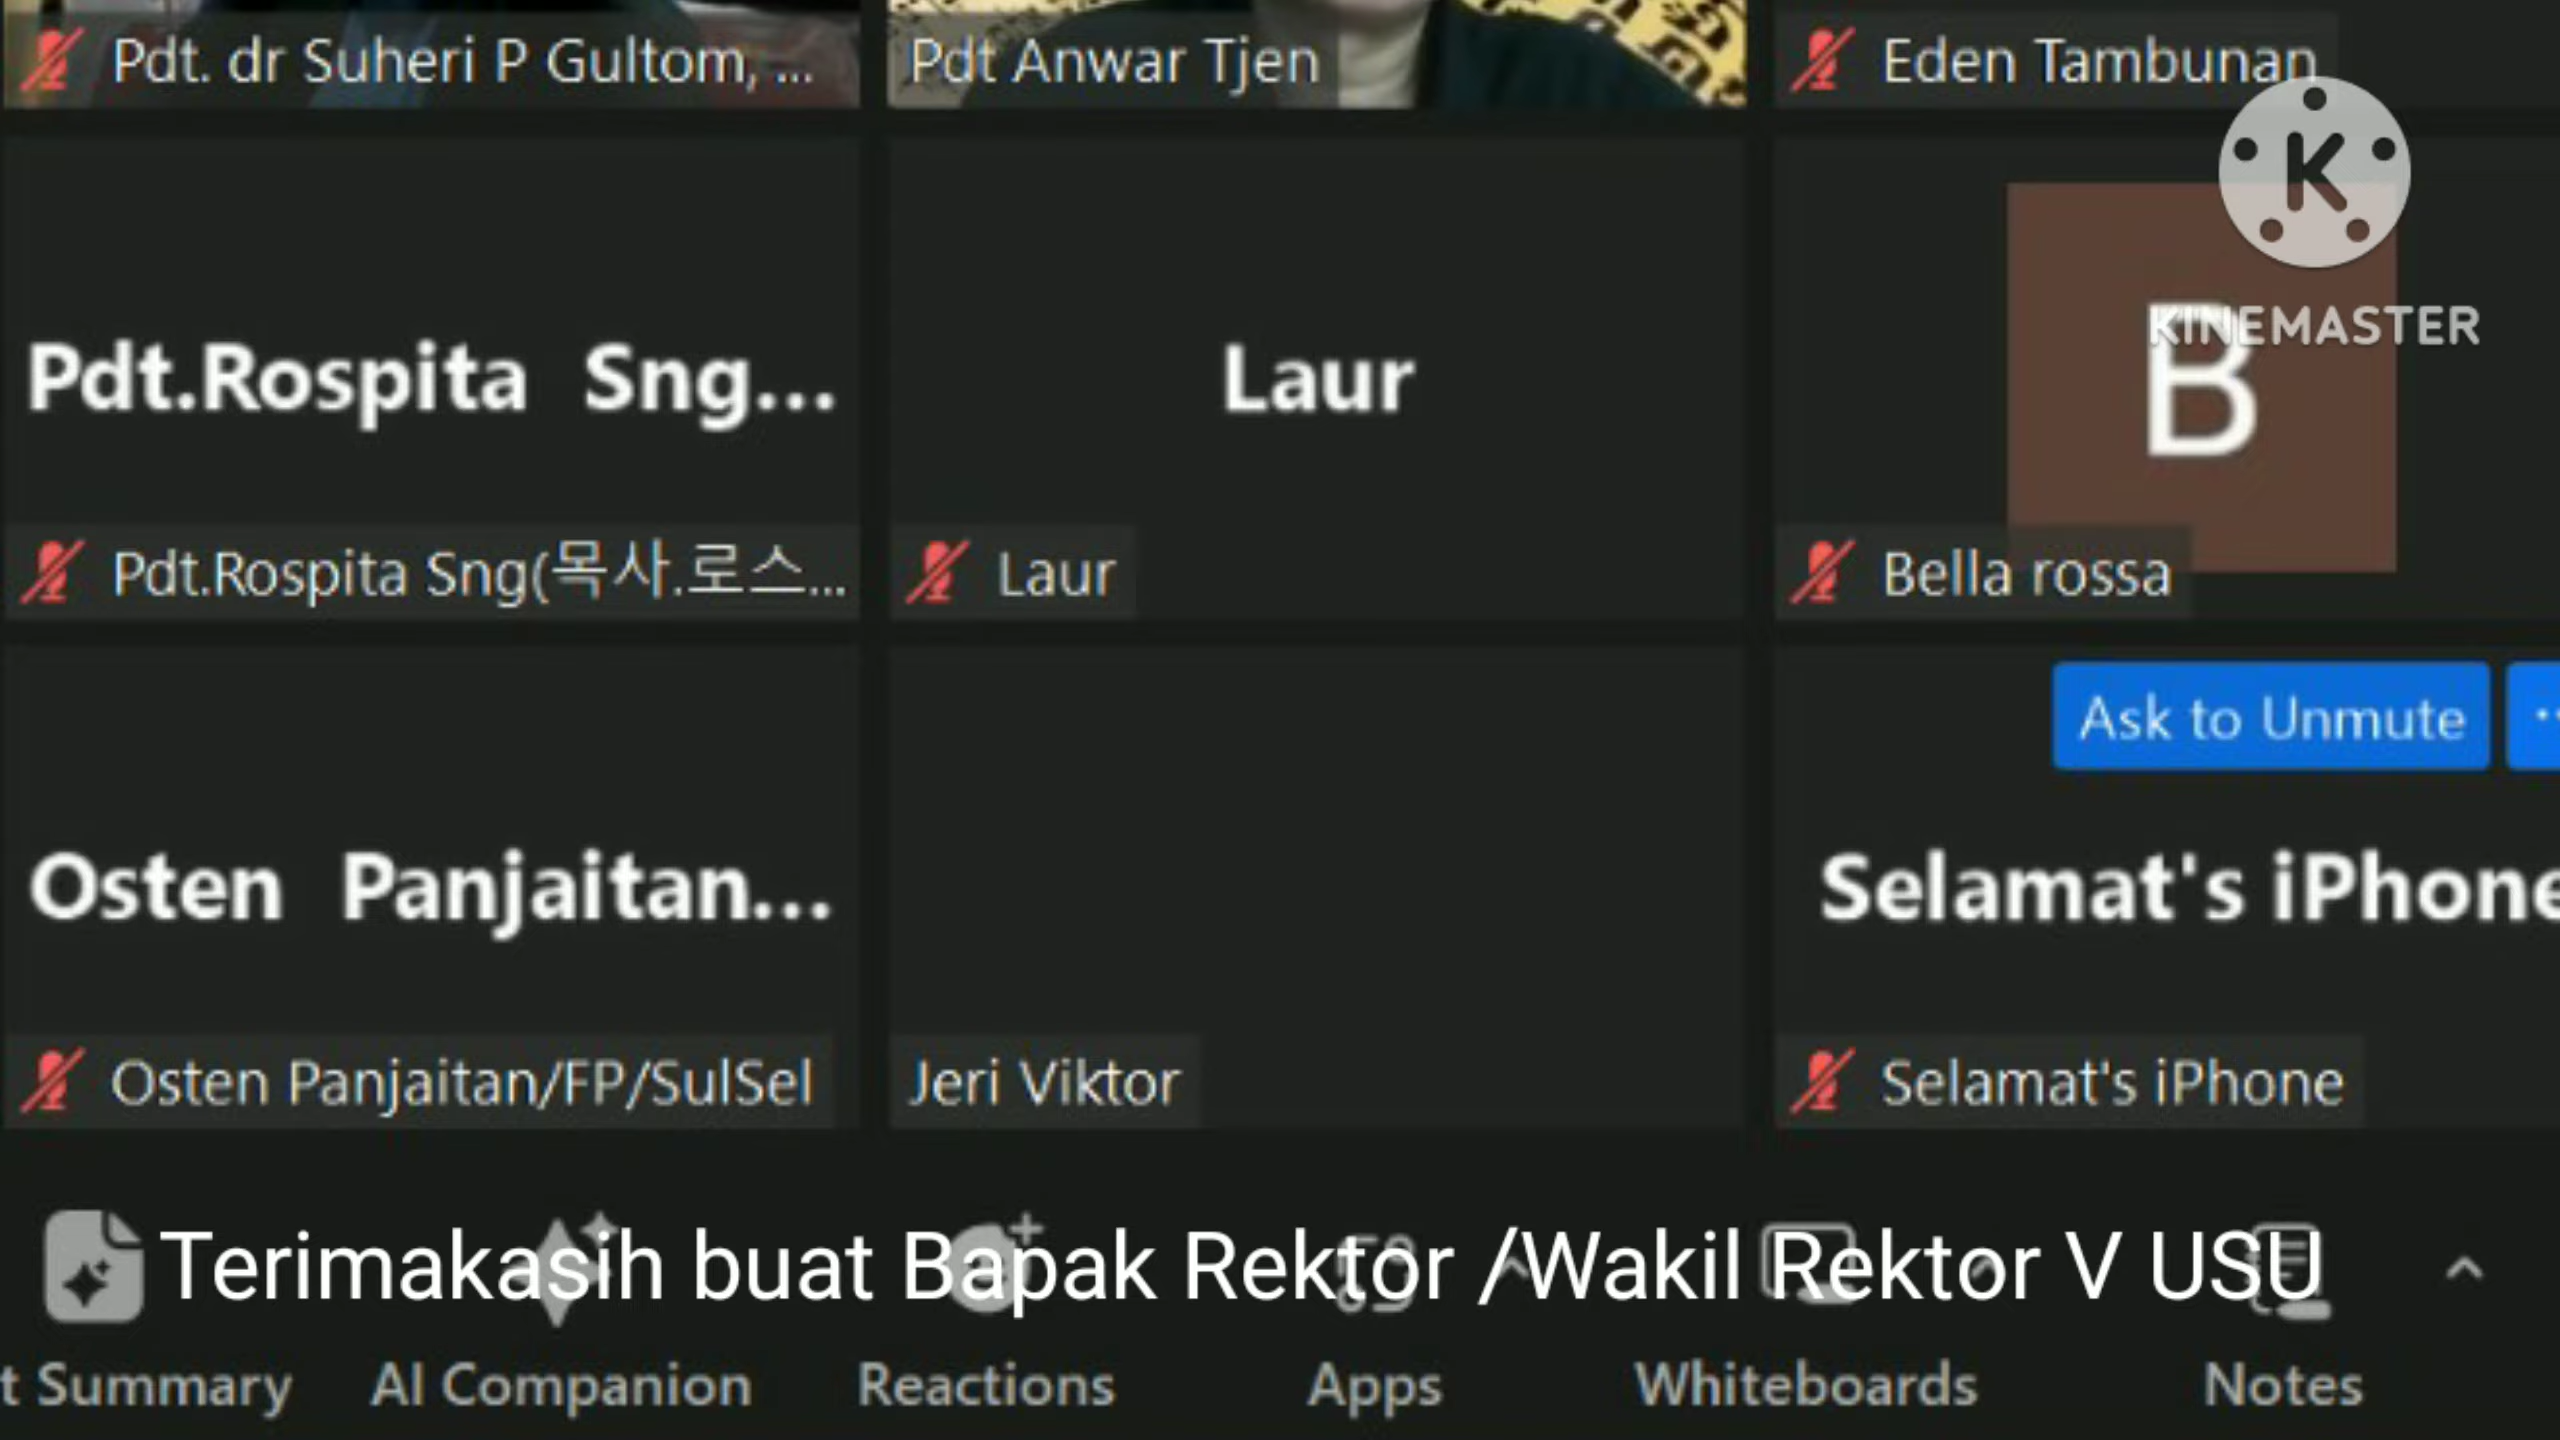 Pdt. dr Suheri P Gultom, ...
Pdt Anwar Tjen
Eden Tambunan
K
KINEMASTER
Pdt.Rospita Sng...
Laur
B
Pdt.Rospita Sng(목사.로스...
Laur
Bella rossa
Ask to Unmute
Osten Panjaitan...
Selamat's iPhone
Osten Panjaitan/FP/SulSel
Jeri Viktor
Selamat's iPhone
Terimakasih buat Bapak Rektor /Wakil Rektor V USU
t Summary
AI Companion
Reactions
Apps
Whiteboards
Notes